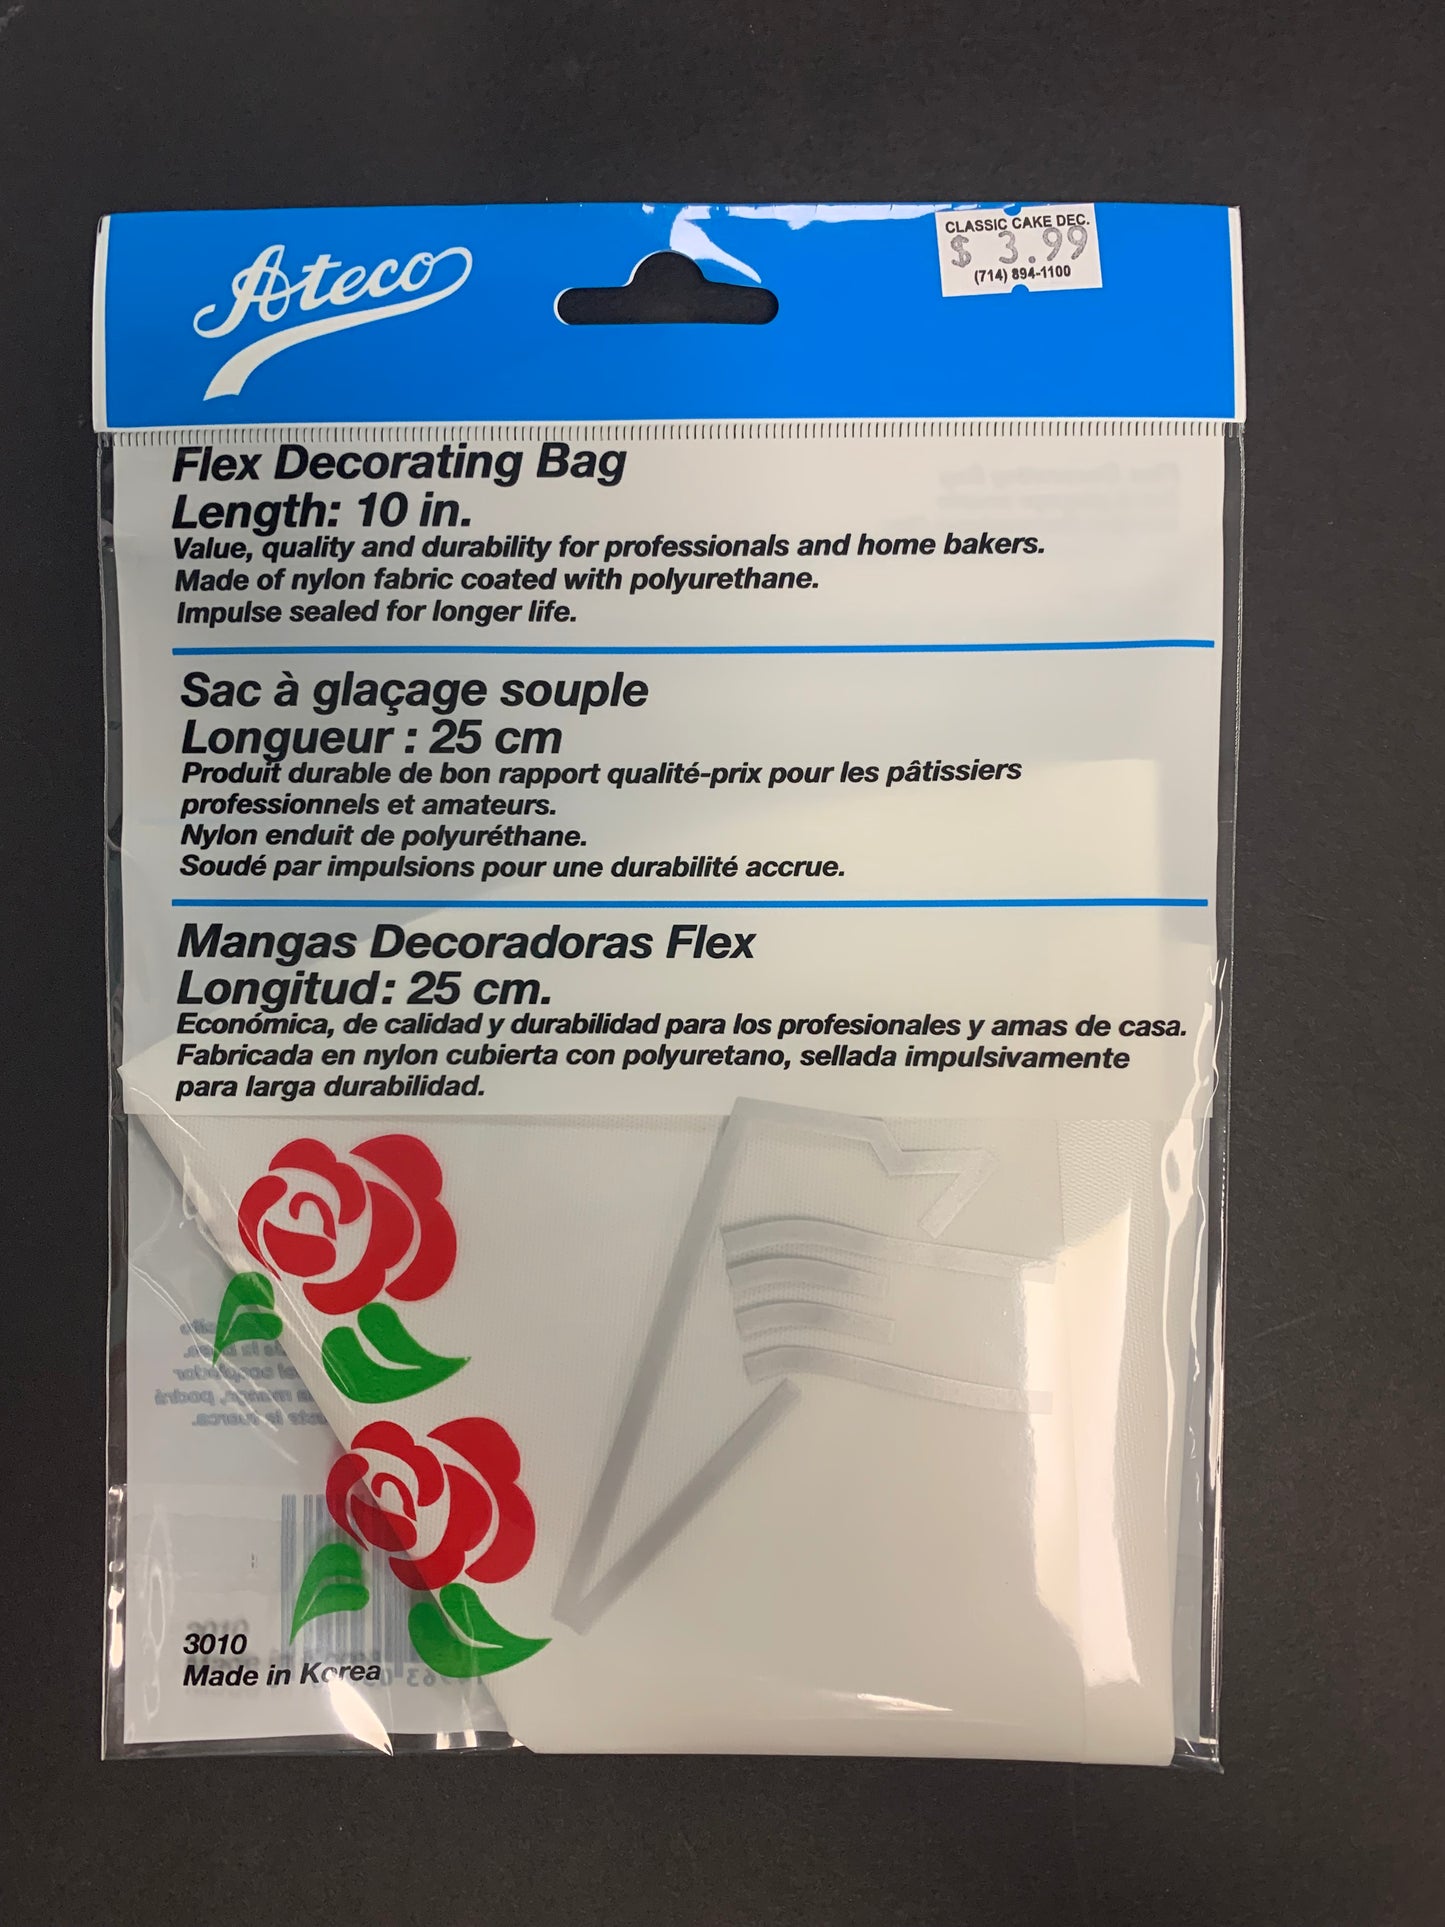 Ateco
CLASSIC CAKE DEC.
$ 3.99
(714) 894-1100
Flex Decorating Bag
Length: 10 in.
Value, quality and durability for professionals and home bakers.
Made of nylon fabric coated with polyurethane.
Impulse sealed for longer life.
Sac à glaçage souple
Longueur : 25 cm
Produit durable de bon rapport qualité-prix pour les pâtissiers
professionnels et amateurs.
Nylon enduit de polyuréthane.
Soudé par impulsions pour une durabilité accrue.
Mangas Decoradoras Flex
Longitud: 25 cm.
Económica, de calidad y durabilidad para los profesionales y amas de casa.
Fabricada en nylon cubierta con polyuretano, sellada impulsivamente
para larga durabilidad.
3010
Made in Korea